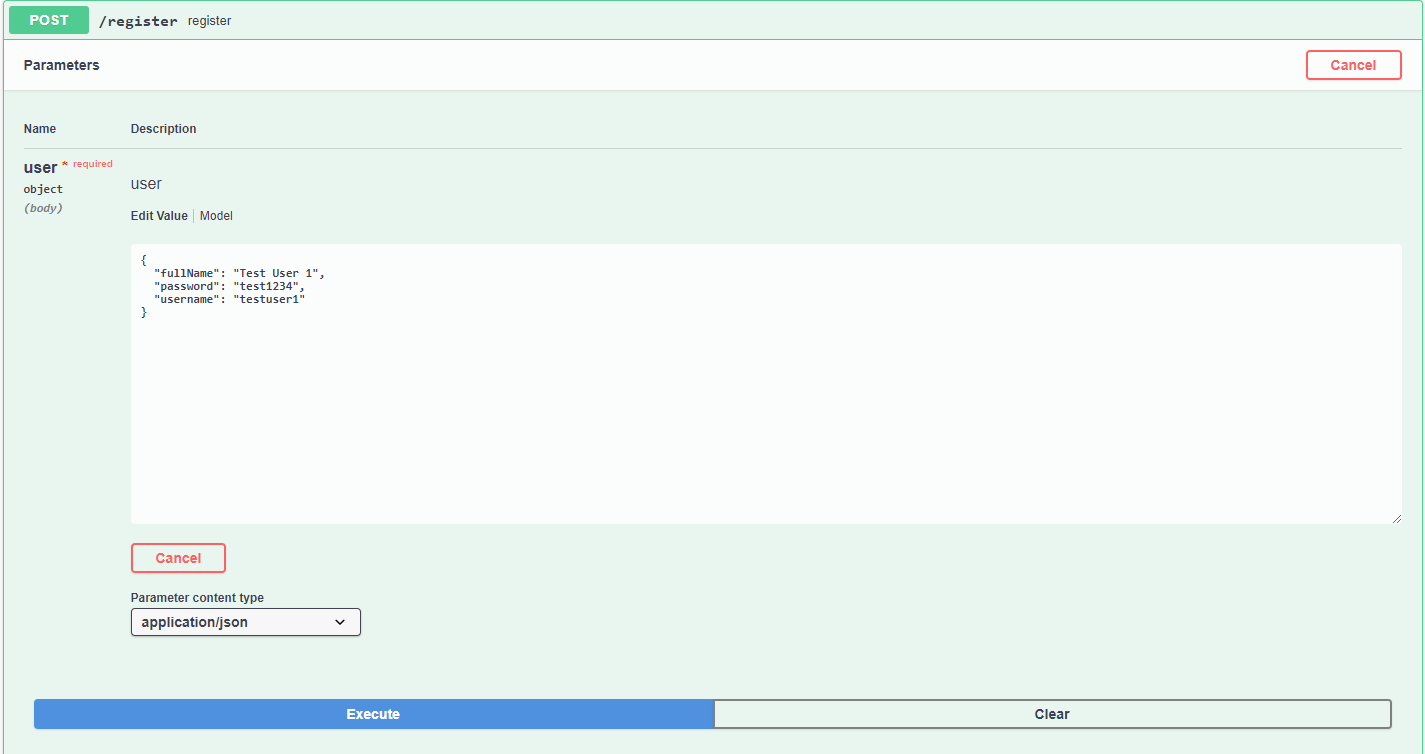 POST /register register
Parameters Cancel
Name Description
user * required
object
(body)
user
Edit Value Model
{
"fullName": "Test User 1",
"password": "test1234",
"username": "testuser1"
}
Cancel
Parameter content type
application/json
Execute Clear